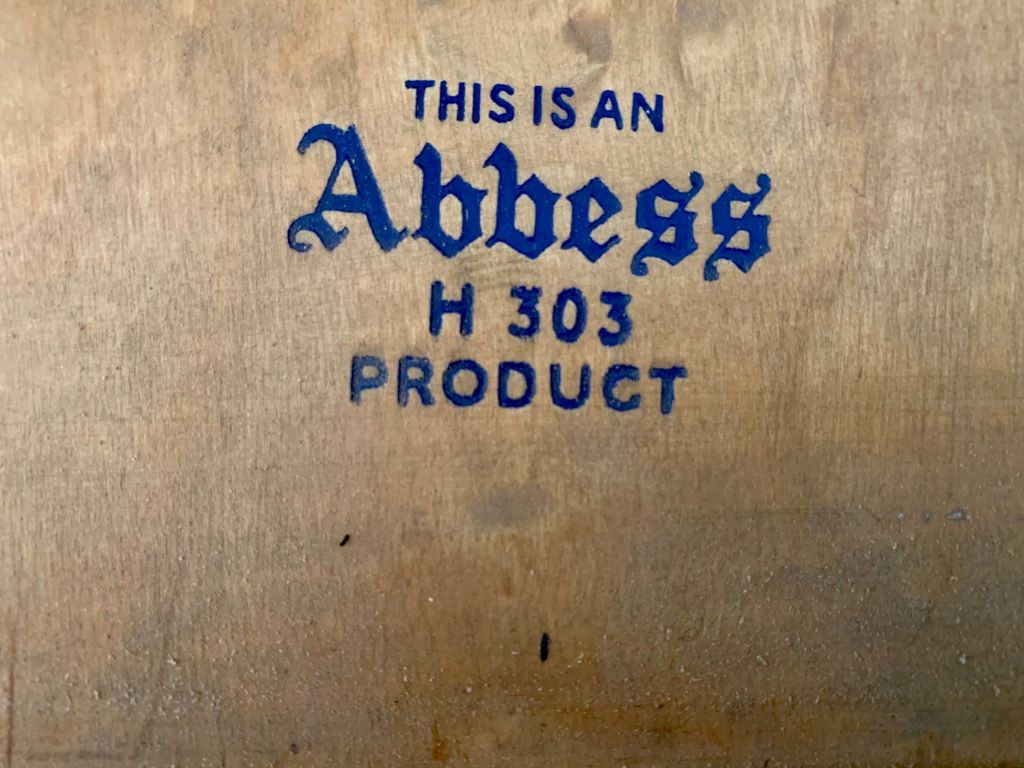 THIS IS AN
Abbess
H 303
PRODUCT